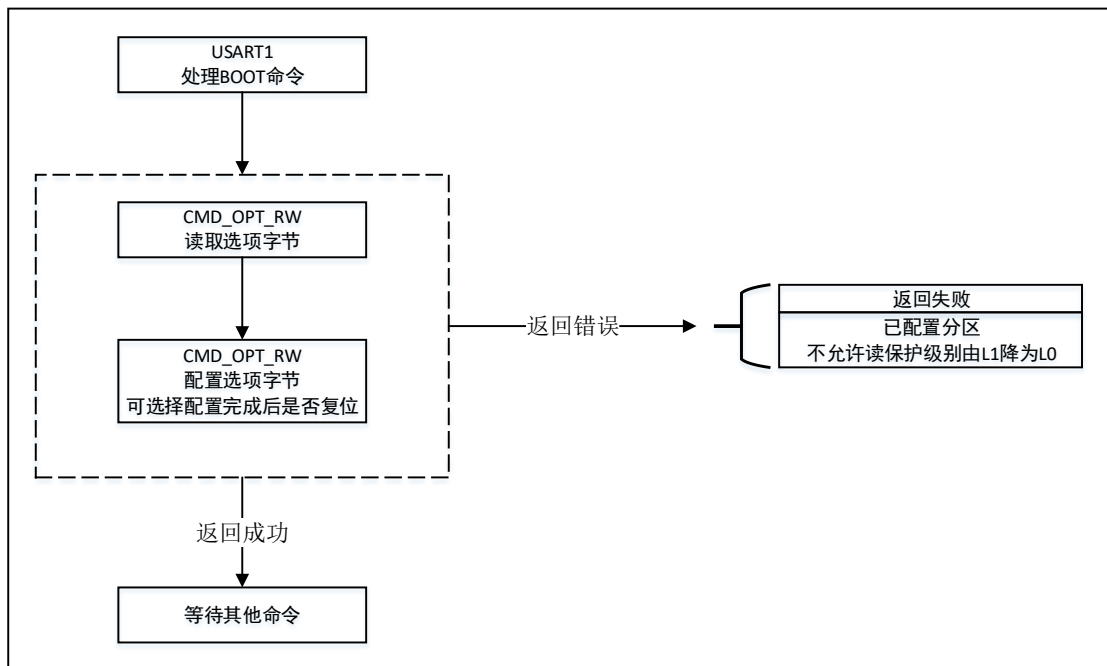 USART1
处理BOOT命令
CMD_OPT_RW
读取选项字节
CMD_OPT_RW
配置选项字节
可选择配置完成后是否复位
返回错误
返回失败
已配置分区
不允许读保护级别由L1降为L0
返回成功
等待其他命令